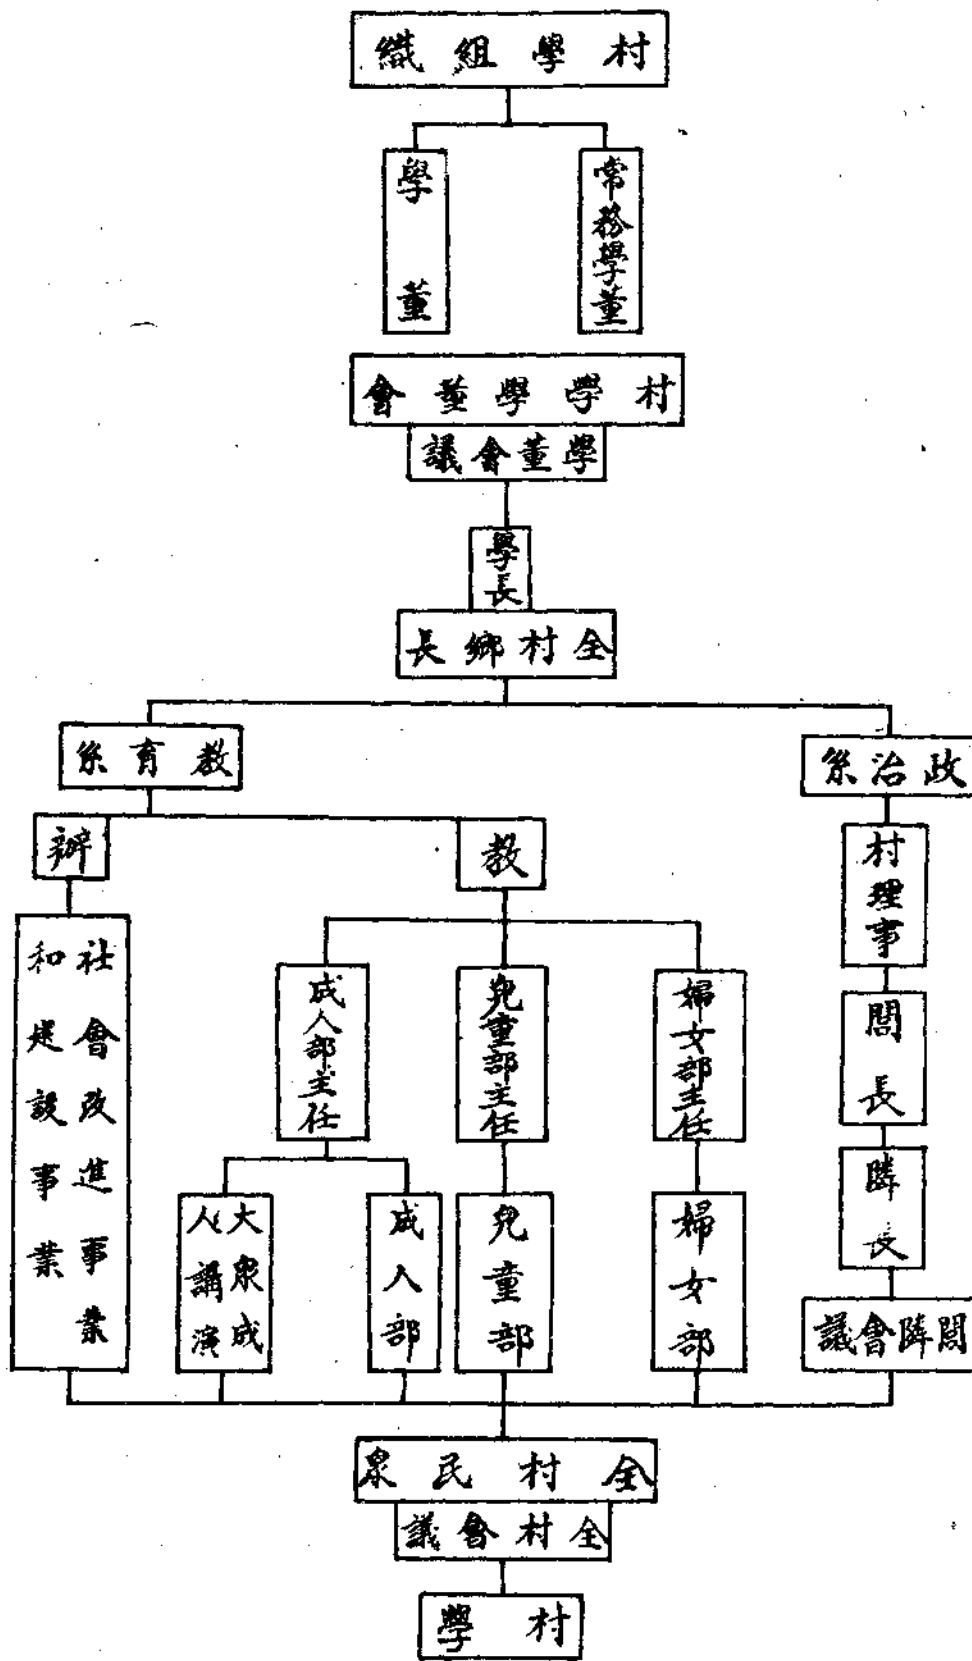 村學組織
常務學董
學董
村學學董會
學董會議
學長
全村鄉長
政治系
教育系
村理事
教
辦
閭長
婦女部主任
兒童部主任
成人部主任
社會改進事業
和建設事業
鄰長
婦女部
兒童部
成人部
大衆成
人講演
閭鄰會議
全村民衆
全村會議
村學